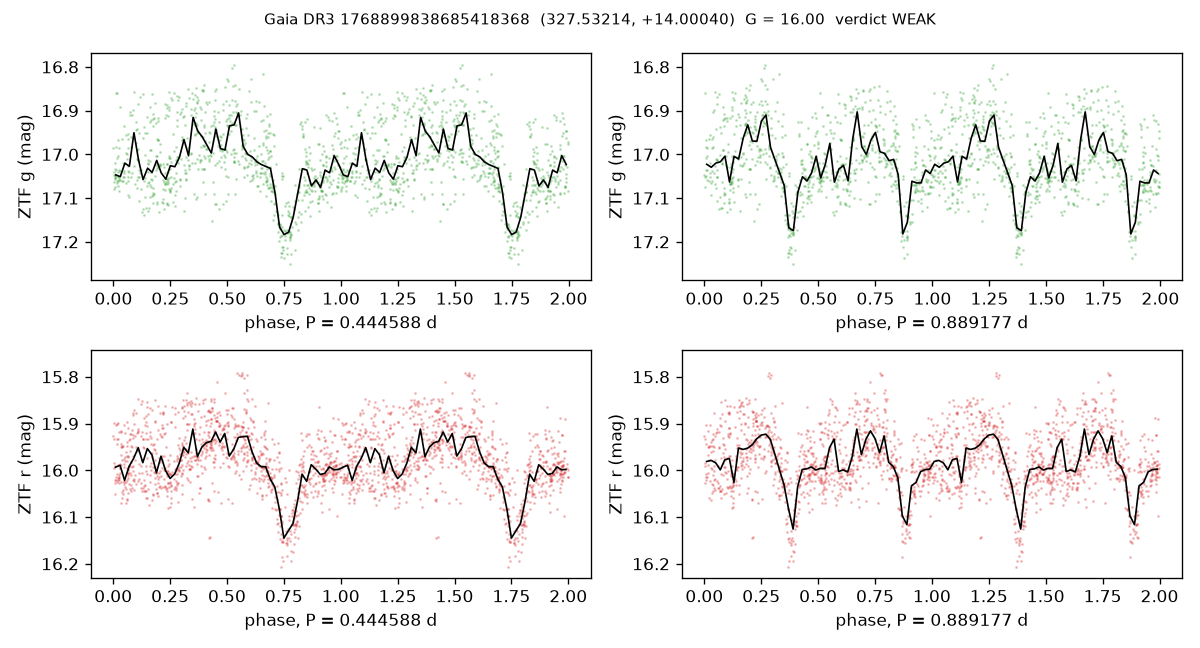 Gaia DR3 1768899838685418368  (327.53214, +14.00040)  G = 16.00  verdict WEAK
ZTF g (mag)
16.8
16.9
17.0
17.1
17.2
0.00 0.25 0.50 0.75 1.00 1.25 1.50 1.75 2.00
phase, P = 0.444588 d
ZTF g (mag)
16.8
16.9
17.0
17.1
17.2
0.00 0.25 0.50 0.75 1.00 1.25 1.50 1.75 2.00
phase, P = 0.889177 d
ZTF r (mag)
15.8
15.9
16.0
16.1
16.2
0.00 0.25 0.50 0.75 1.00 1.25 1.50 1.75 2.00
phase, P = 0.444588 d
ZTF r (mag)
15.8
15.9
16.0
16.1
16.2
0.00 0.25 0.50 0.75 1.00 1.25 1.50 1.75 2.00
phase, P = 0.889177 d